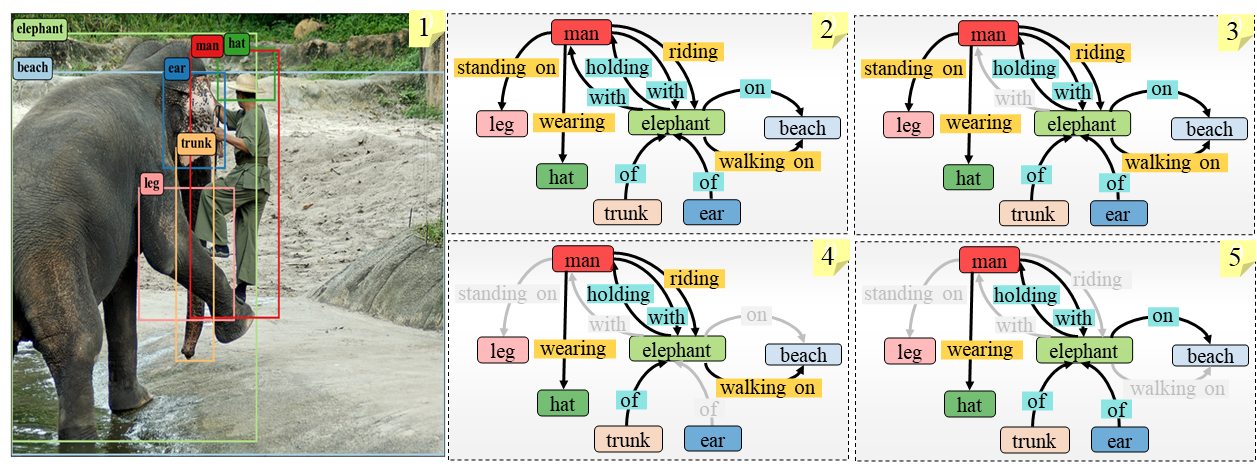 1
elephant
man
hat
beach
ear
trunk
leg
2
man
riding
standing on
holding
with
with
on
leg
wearing
elephant
beach
walking on
hat
of
of
trunk
ear
3
man
riding
standing on
holding
with
with
on
leg
wearing
elephant
beach
walking on
hat
of
of
trunk
ear
4
man
riding
standing on
holding
with
with
on
leg
wearing
elephant
beach
walking on
hat
of
of
trunk
ear
5
man
riding
standing on
holding
with
with
on
leg
wearing
elephant
beach
walking on
hat
of
of
trunk
ear